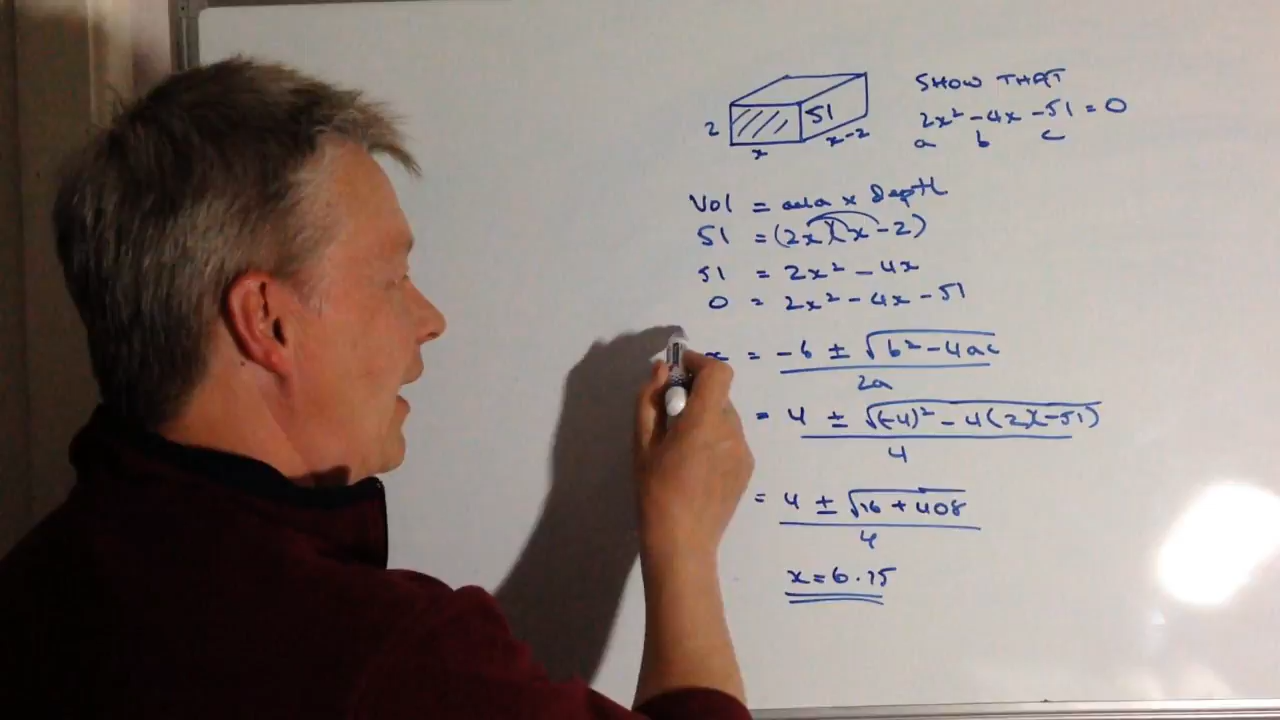 2
x
51
x-2
SHOW THAT
2x² - 4x - 51 = 0
a b c
Vol = area x Depth
51 = (2x)(x-2)
51 = 2x² - 4x
0 = 2x² - 4x - 51
x = -b ± √b² - 4ac
2a
= 4 ± √(-4)² - 4(2x-51)
4
= 4 ± √16 + 408
4
x = 6.15